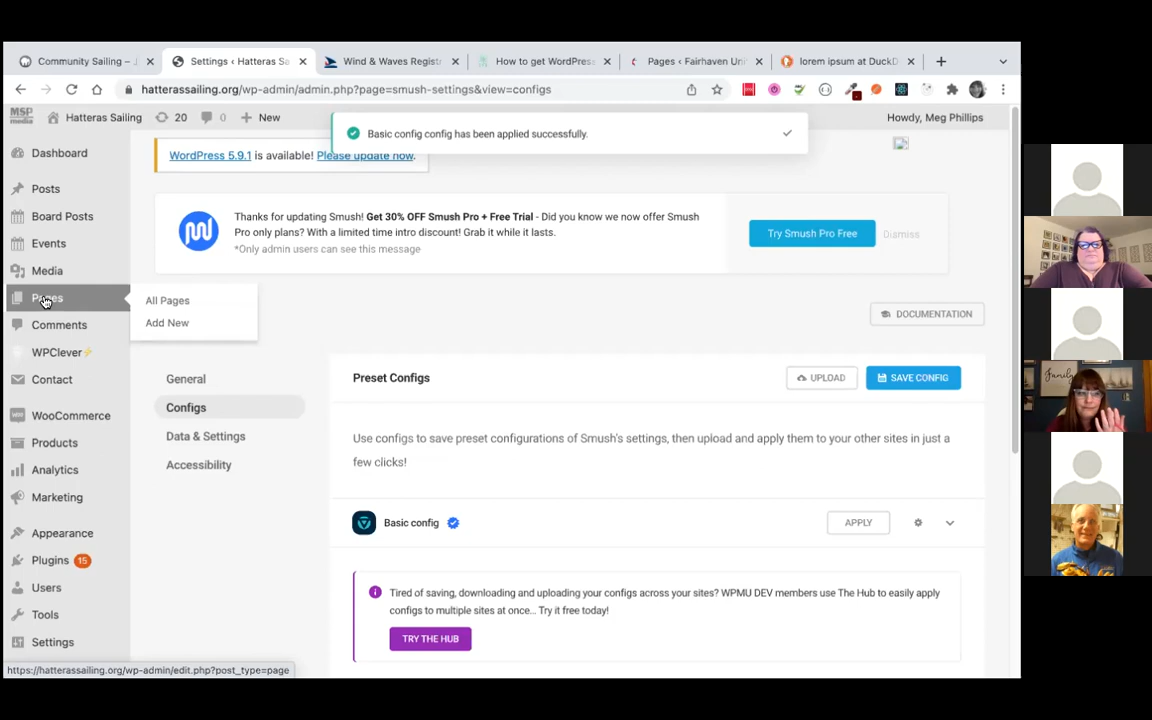 Community Sailing – J
Settings ‹ Hatteras Sa
Wind & Waves Regist
How to get WordPress
Pages ‹ Fairhaven Uni
lorem ipsum at DuckD
hatterassailing.org/wp-admin/admin.php?page=smush-settings&view=configs
MSP
media
Hatteras Sailing
20
0
New
Howdy, Meg Phillips
Basic config config has been applied successfully.
WordPress 5.9.1 is available! Please update now.
Dashboard
Posts
Board Posts
Events
Media
Pages
Comments
WPClever
Contact
WooCommerce
Products
Analytics
Marketing
Appearance
Plugins 15
Users
Tools
Settings
All Pages
Add New
Thanks for updating Smush! Get 30% OFF Smush Pro + Free Trial - Did you know we now offer Smush
Pro only plans? With a limited time intro discount! Grab it while it lasts.
*Only admin users can see this message
Try Smush Pro Free
Dismiss
DOCUMENTATION
General
Configs
Data & Settings
Accessibility
Preset Configs
UPLOAD
SAVE CONFIG
Use configs to save preset configurations of Smush's settings, then upload and apply them to your other sites in just a
few clicks!
Basic config
APPLY
Tired of saving, downloading and uploading your configs across your sites? WPMU DEV members use The Hub to easily apply
configs to multiple sites at once... Try it free today!
TRY THE HUB
https://hatterassailing.org/wp-admin/edit.php?post_type=page
Family